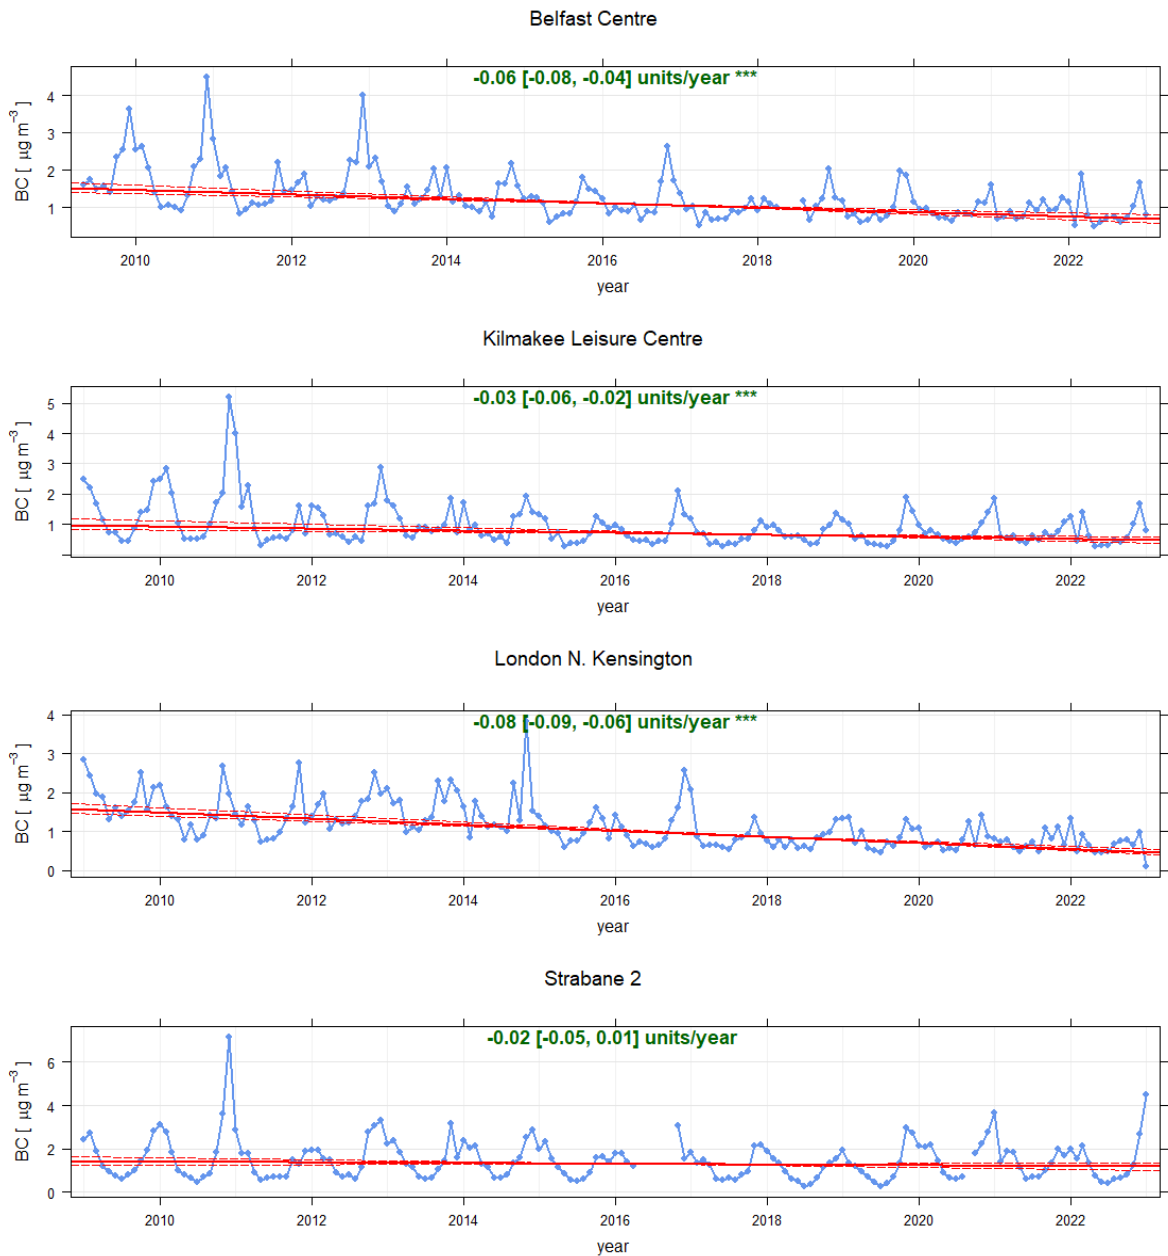 Belfast Centre
-0.06 [-0.08, -0.04] units/year ***
BC [ μg m⁻³ ]
4
3
2
1
2010 2012 2014 2016 2018 2020 2022
year
Kilmakee Leisure Centre
-0.03 [-0.06, -0.02] units/year ***
BC [ μg m⁻³ ]
5
4
3
2
1
2010 2012 2014 2016 2018 2020 2022
year
London N. Kensington
-0.08 [-0.09, -0.06] units/year ***
BC [ μg m⁻³ ]
4
3
2
1
0
2010 2012 2014 2016 2018 2020 2022
year
Strabane 2
-0.02 [-0.05, 0.01] units/year
BC [ μg m⁻³ ]
6
4
2
0
2010 2012 2014 2016 2018 2020 2022
year